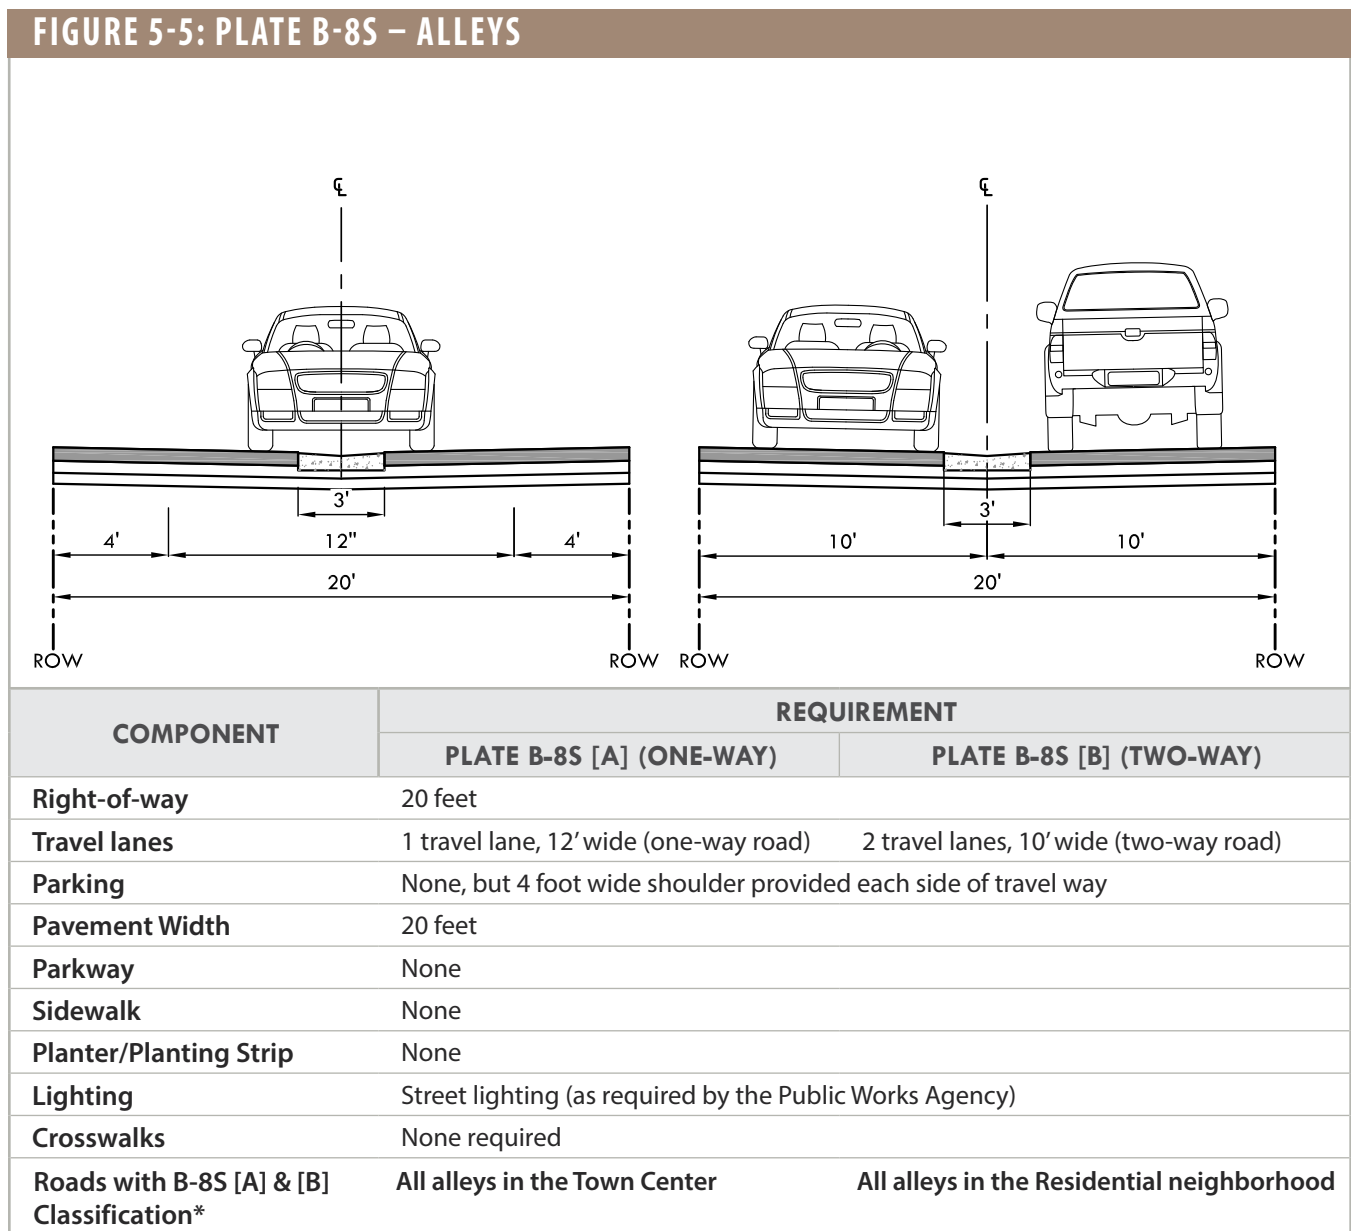 FIGURE 5-5: PLATE B-8S – ALLEYS
℄ ℄
3' 3'
4' 12" 4' 10' 10'
20' 20'
ROW ROW ROW ROW
COMPONENT
REQUIREMENT
PLATE B-8S [A] (ONE-WAY) PLATE B-8S [B] (TWO-WAY)
Right-of-way 20 feet
Travel lanes 1 travel lane, 12’ wide (one-way road) 2 travel lanes, 10’ wide (two-way road)
Parking None, but 4 foot wide shoulder provided each side of travel way
Pavement Width 20 feet
Parkway None
Sidewalk None
Planter/Planting Strip None
Lighting Street lighting (as required by the Public Works Agency)
Crosswalks None required
Roads with B-8S [A] & [B] All alleys in the Town Center All alleys in the Residential neighborhood
Classification*